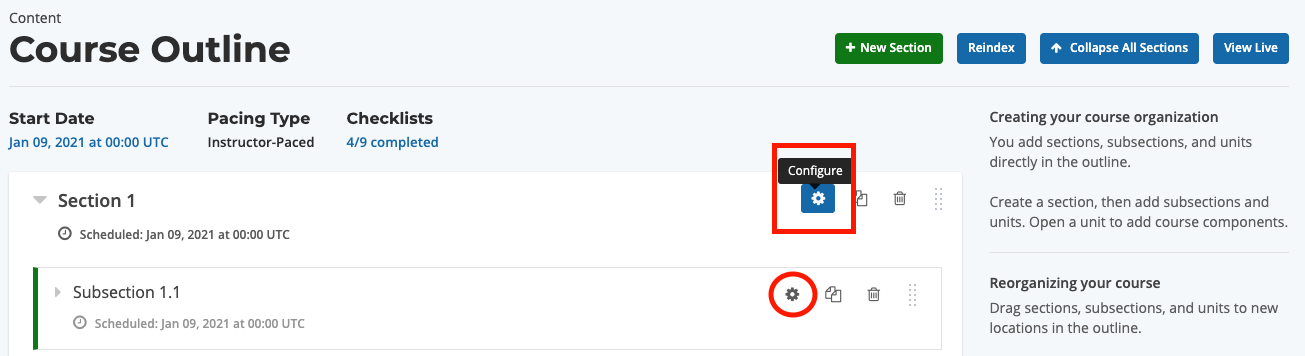 Content
Course Outline
New Section
Reindex
Collapse All Sections
View Live
Start Date
Jan 09, 2021 at 00:00 UTC
Pacing Type
Instructor-Paced
Checklists
4/9 completed
Configure
Section 1
Scheduled: Jan 09, 2021 at 00:00 UTC
Subsection 1.1
Scheduled: Jan 09, 2021 at 00:00 UTC
Creating your course organization
You add sections, subsections, and units
directly in the outline.
Create a section, then add subsections and
units. Open a unit to add course components.
Reorganizing your course
Drag sections, subsections, and units to new
locations in the outline.